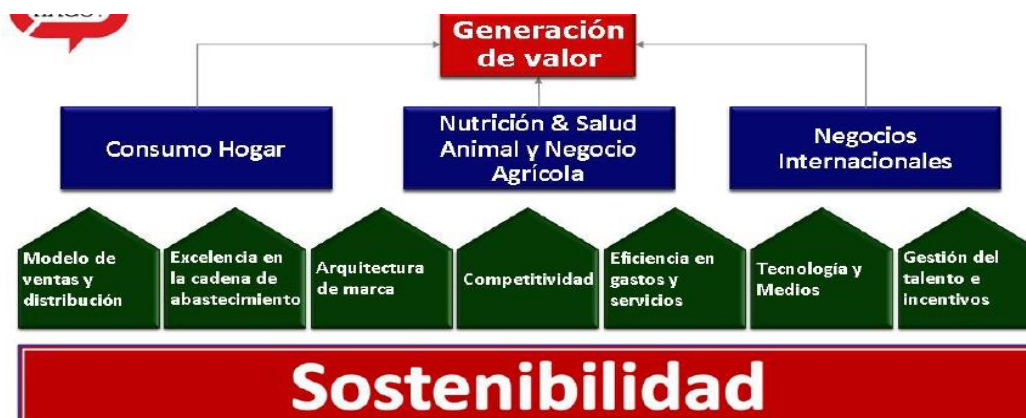 Generación
de valor
Consumo Hogar
Nutrición & Salud
Animal y Negocio
Agrícola
Negocios
Internacionales
Modelo de
ventas y
distribución
Excelencia en
la cadena de
abastecimiento
Arquitectura
de marca
Competitividad
Eficiencia en
gastos y
servicios
Tecnología y
Medios
Gestión del
talento e
incentivos
Sostenibilidad